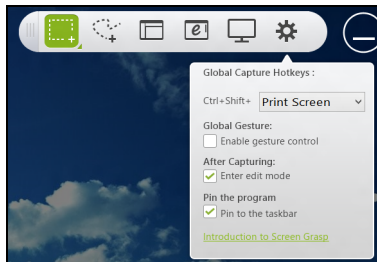 Global Capture Hotkeys :
Ctrl+Shift+ Print Screen
Global Gesture:
Enable gesture control
After Capturing:
Enter edit mode
Pin the program
Pin to the taskbar
Introduction to Screen Grasp